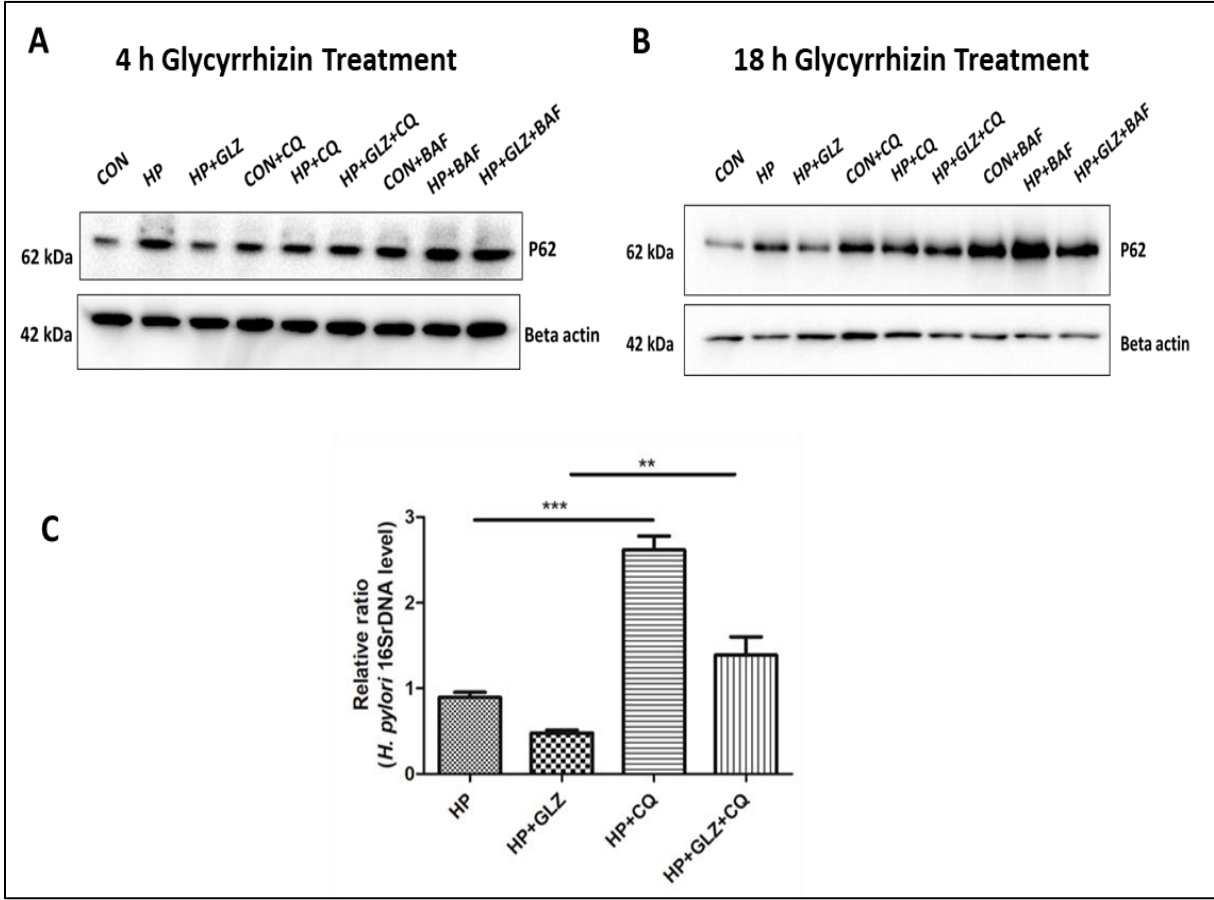 A
4 h Glycyrrhizin Treatment
CON
HP
HP+GLZ
CON+CQ
HP+CQ
HP+GLZ+CQ
CON+BAF
HP+BAF
HP+GLZ+BAF
62 kDa
P62
42 kDa
Beta actin
B
18 h Glycyrrhizin Treatment
CON
HP
HP+GLZ
CON+CQ
HP+CQ
HP+GLZ+CQ
CON+BAF
HP+BAF
HP+GLZ+BAF
62 kDa
P62
42 kDa
Beta actin
C
Relative ratio
(H. pylori 16SrDNA level)
3
2
1
0
**
***
HP
HP+GLZ
HP+CQ
HP+GLZ+CQ